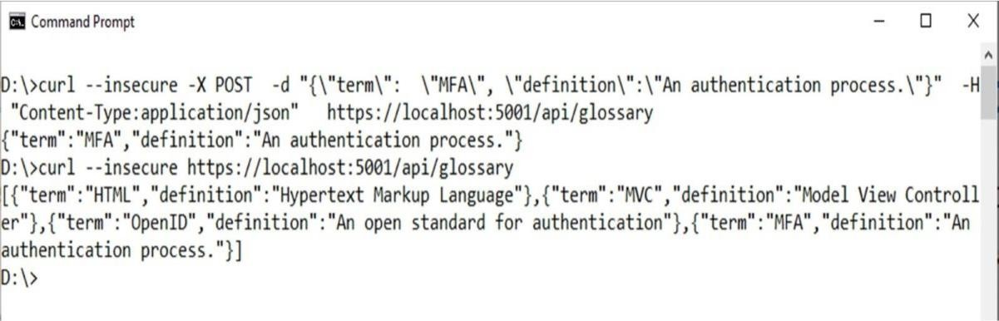 Command Prompt
D:\>curl --insecure -X POST  -d "{\"term\":  \"MFA\", \"definition\":\"An authentication process.\"}"  -H
 "Content-Type:application/json"   https://localhost:5001/api/glossary
{"term":"MFA","definition":"An authentication process."}
D:\>curl --insecure https://localhost:5001/api/glossary
[{"term":"HTML","definition":"Hypertext Markup Language"},{"term":"MVC","definition":"Model View Controll
er"},{"term":"OpenID","definition":"An open standard for authentication"},{"term":"MFA","definition":"An
authentication process."}]
D:\>